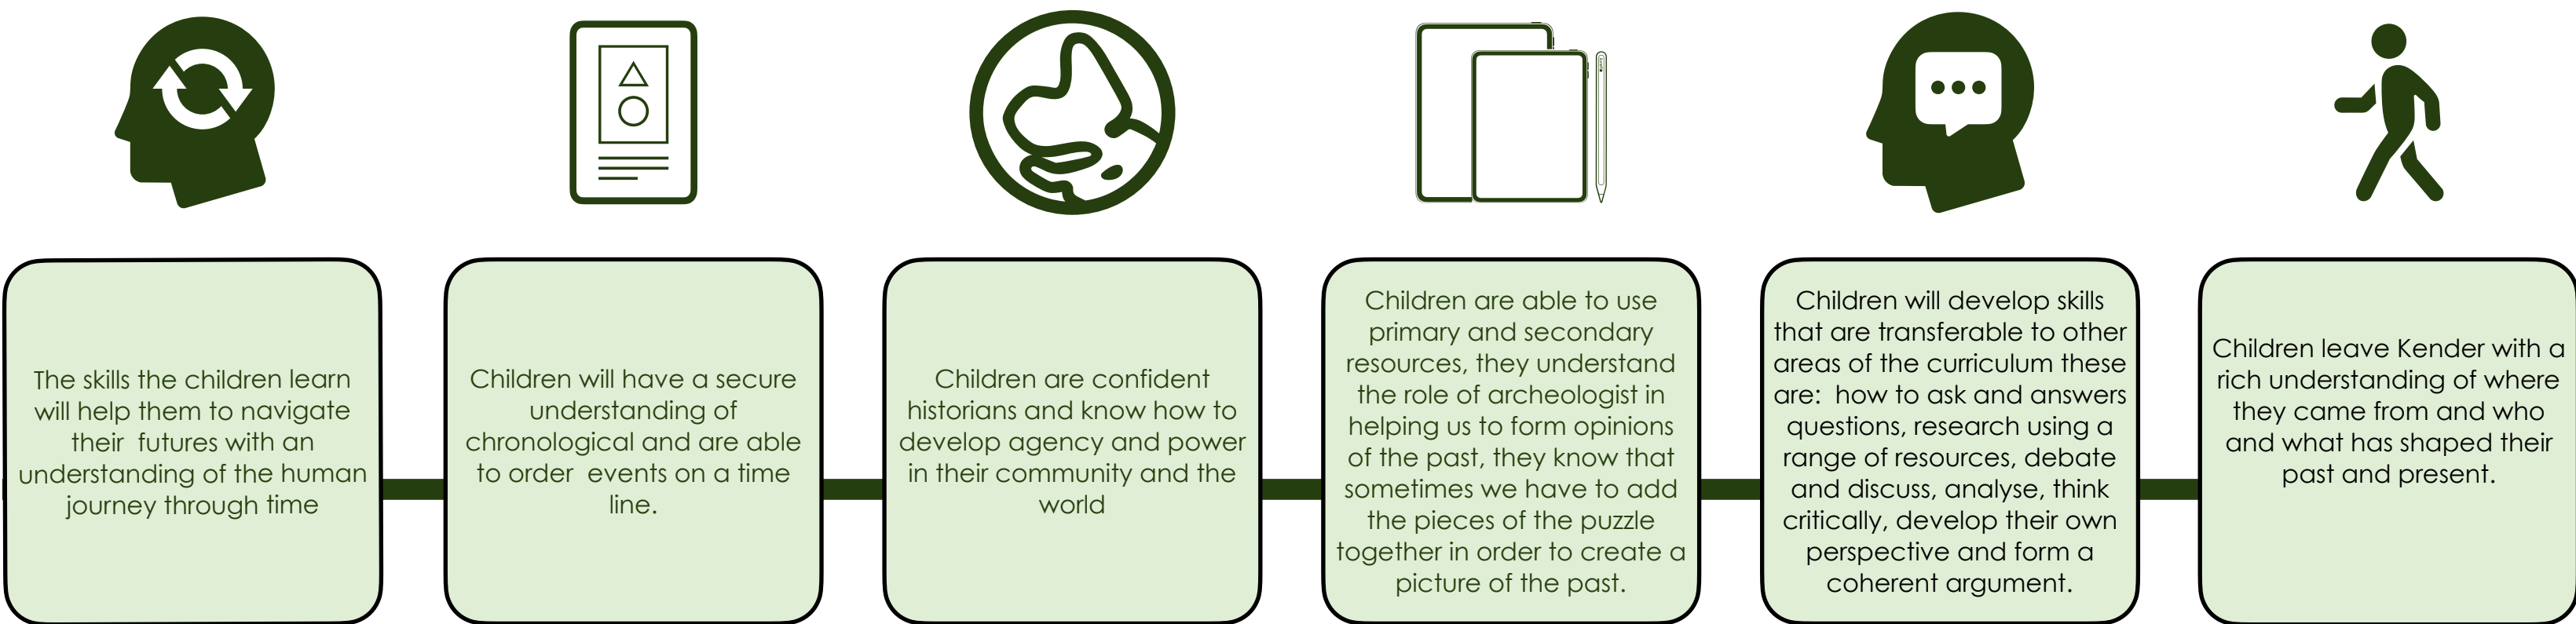 The skills the children learn
will help them to navigate
their  futures with an
understanding of the human
journey through time
Children will have a secure
understanding of
chronological and are able
to order  events on a time
line.
Children are confident
historians and know how to
develop agency and power
in their community and the
world
Children are able to use
primary and secondary
resources, they understand
the role of archeologist in
helping us to form opinions
of the past, they know that
sometimes we have to add
the pieces of the puzzle
together in order to create a
picture of the past.
Children will develop skills
that are transferable to other
areas of the curriculum these
are:  how to ask and answers
questions, research using a
range of resources, debate
and discuss, analyse, think
critically, develop their own
perspective and form a
coherent argument.
Children leave Kender with a
rich understanding of where
they came from and who
and what has shaped their
past and present.